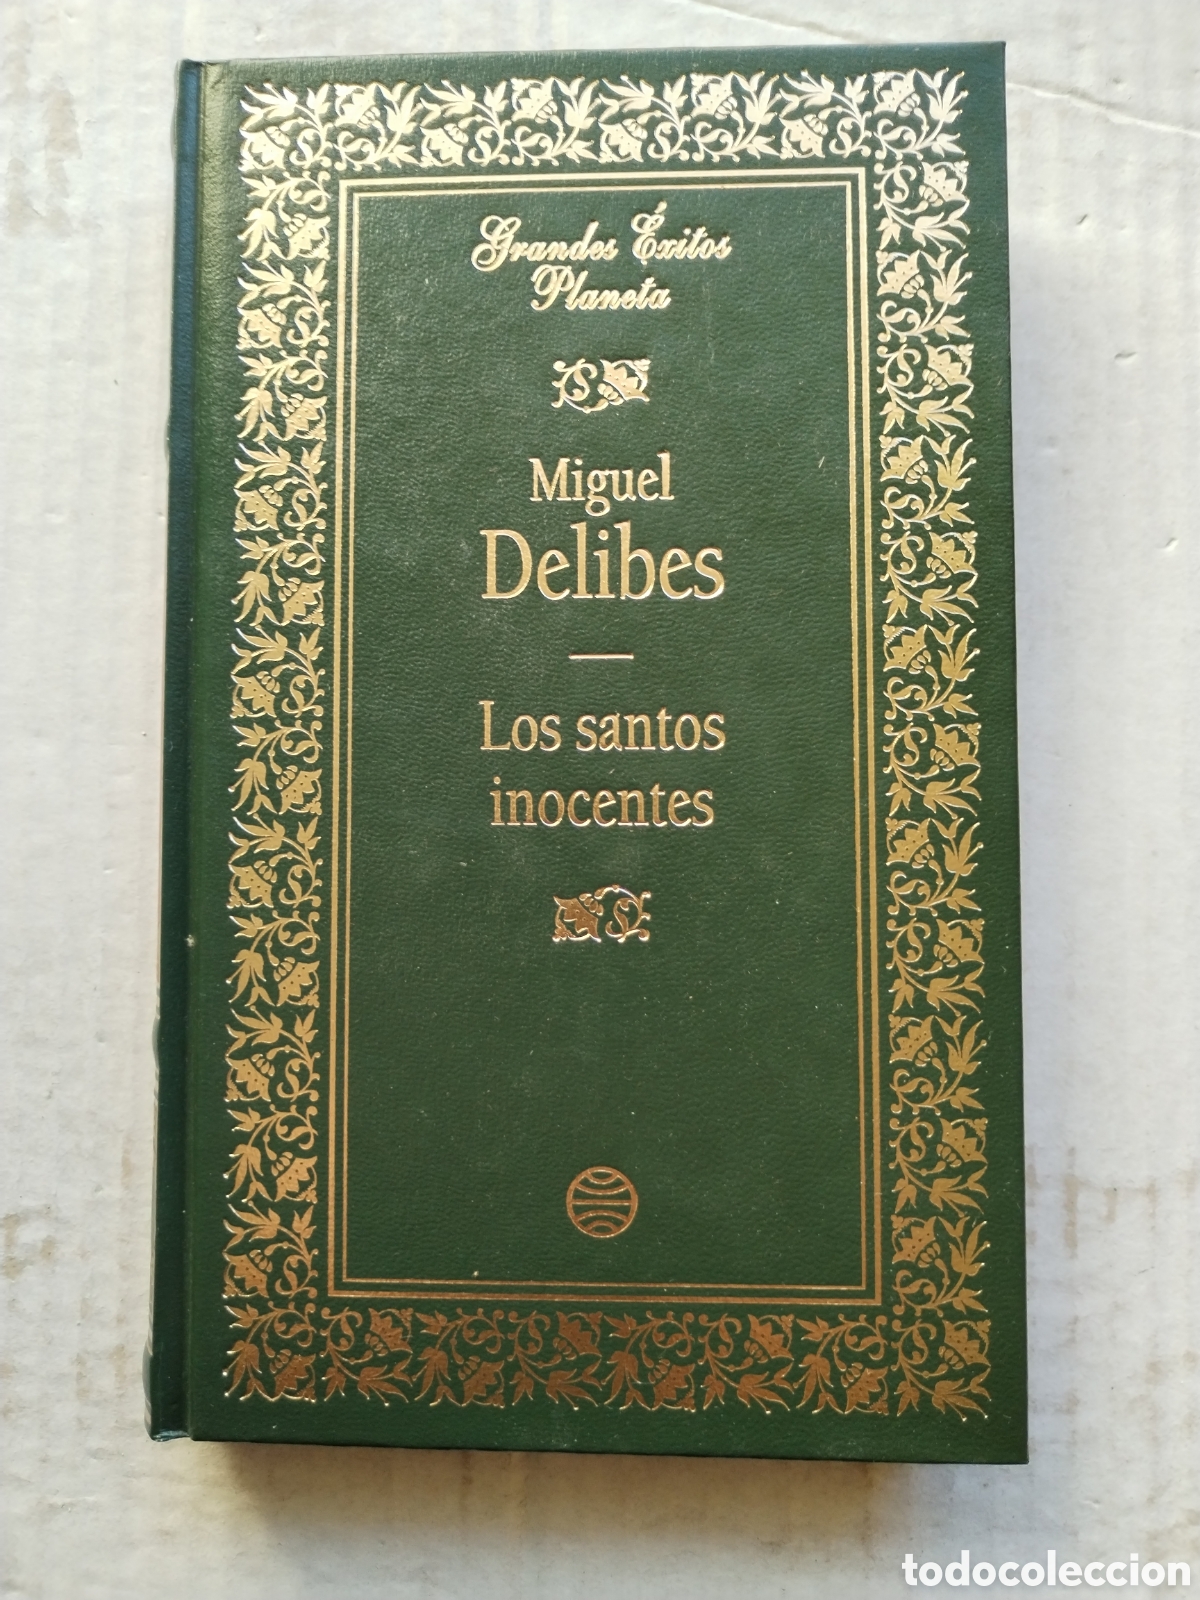 Grandes Éxitos
Planeta
Miguel
Delibes
Los santos
inocentes
todocoleccion